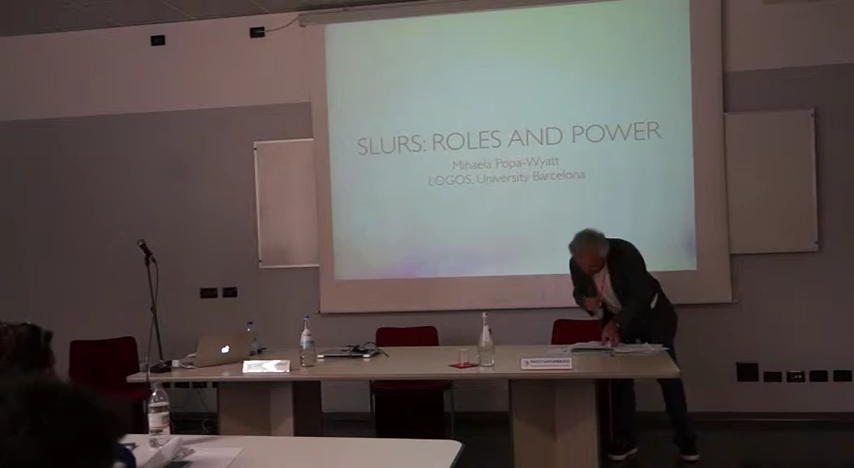 SLURS: ROLES AND POWER
Mihaela Popa-Wyatt
LOGOS, University Barcelona